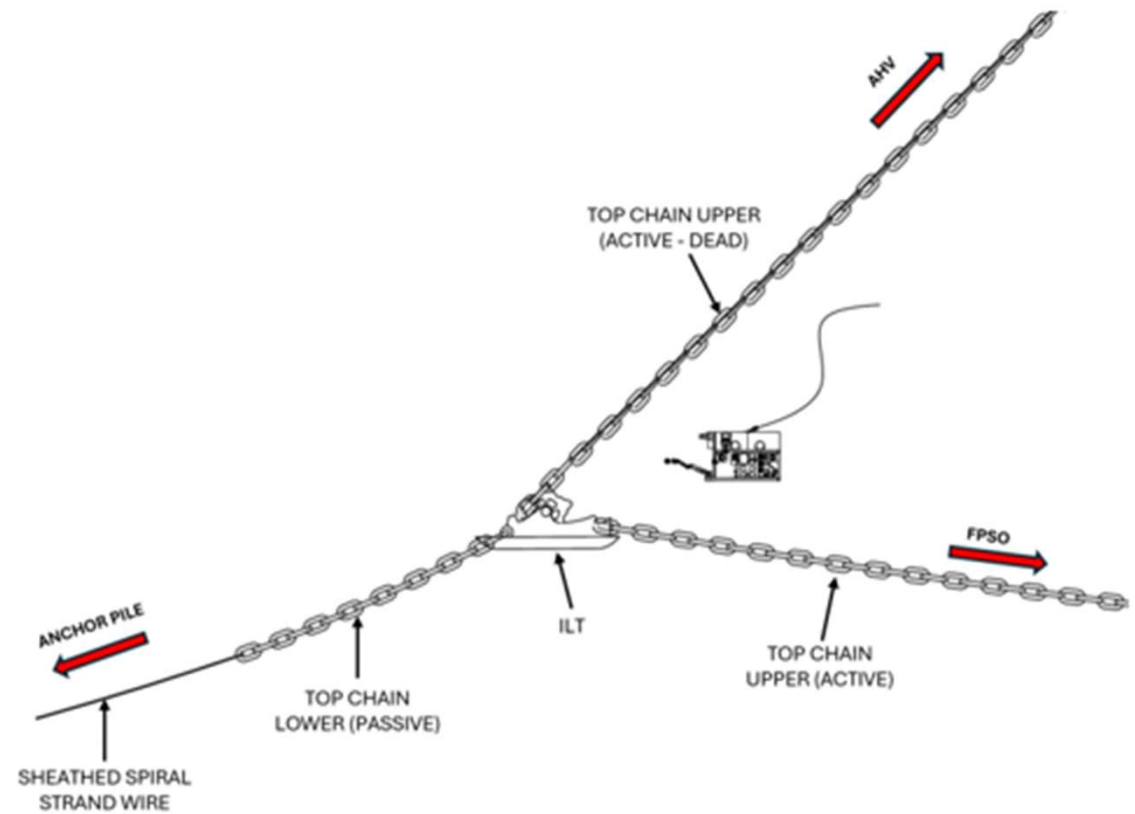 AHV
TOP CHAIN UPPER
(ACTIVE - DEAD)
FPSO
ANCHOR PILE
ILT
TOP CHAIN
UPPER (ACTIVE)
TOP CHAIN
LOWER (PASSIVE)
SHEATHED SPIRAL
STRAND WIRE